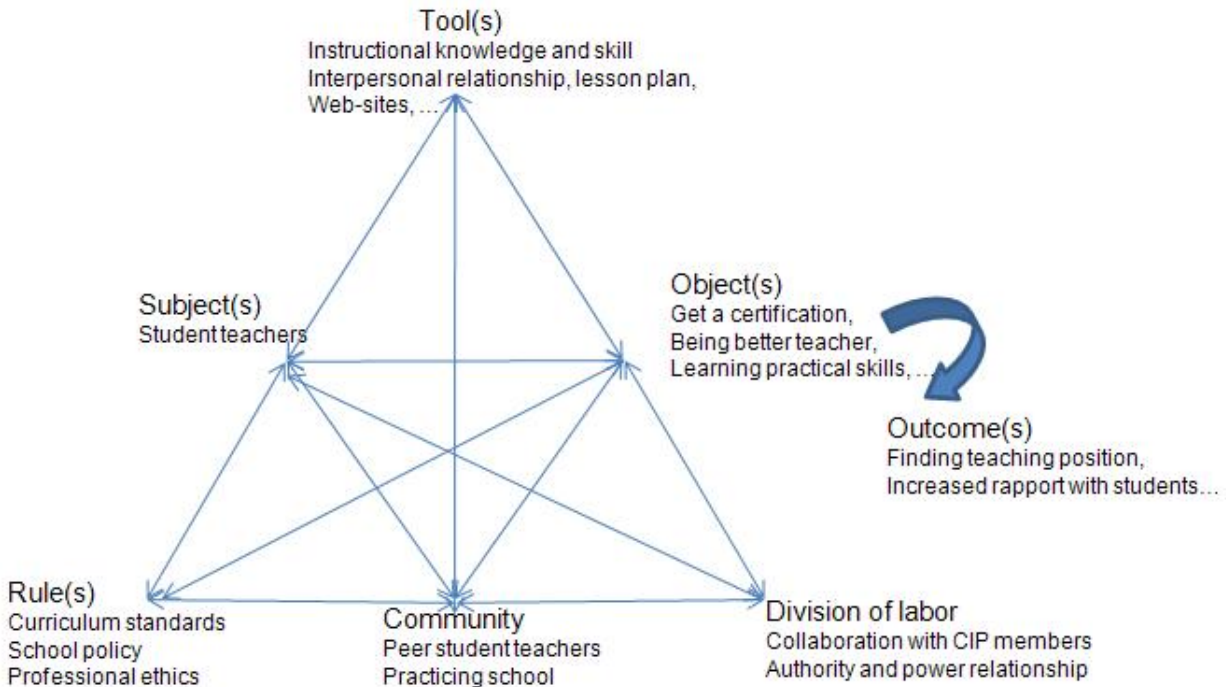 Tool(s)
Instructional knowledge and skill
Interpersonal relationship, lesson plan,
Web-sites, …
Subject(s)
Student teachers
Object(s)
Get a certification,
Being better teacher,
Learning practical skills, …
Outcome(s)
Finding teaching position,
Increased rapport with students…
Rule(s)
Curriculum standards
School policy
Professional ethics
Community
Peer student teachers
Practicing school
Division of labor
Collaboration with CIP members
Authority and power relationship